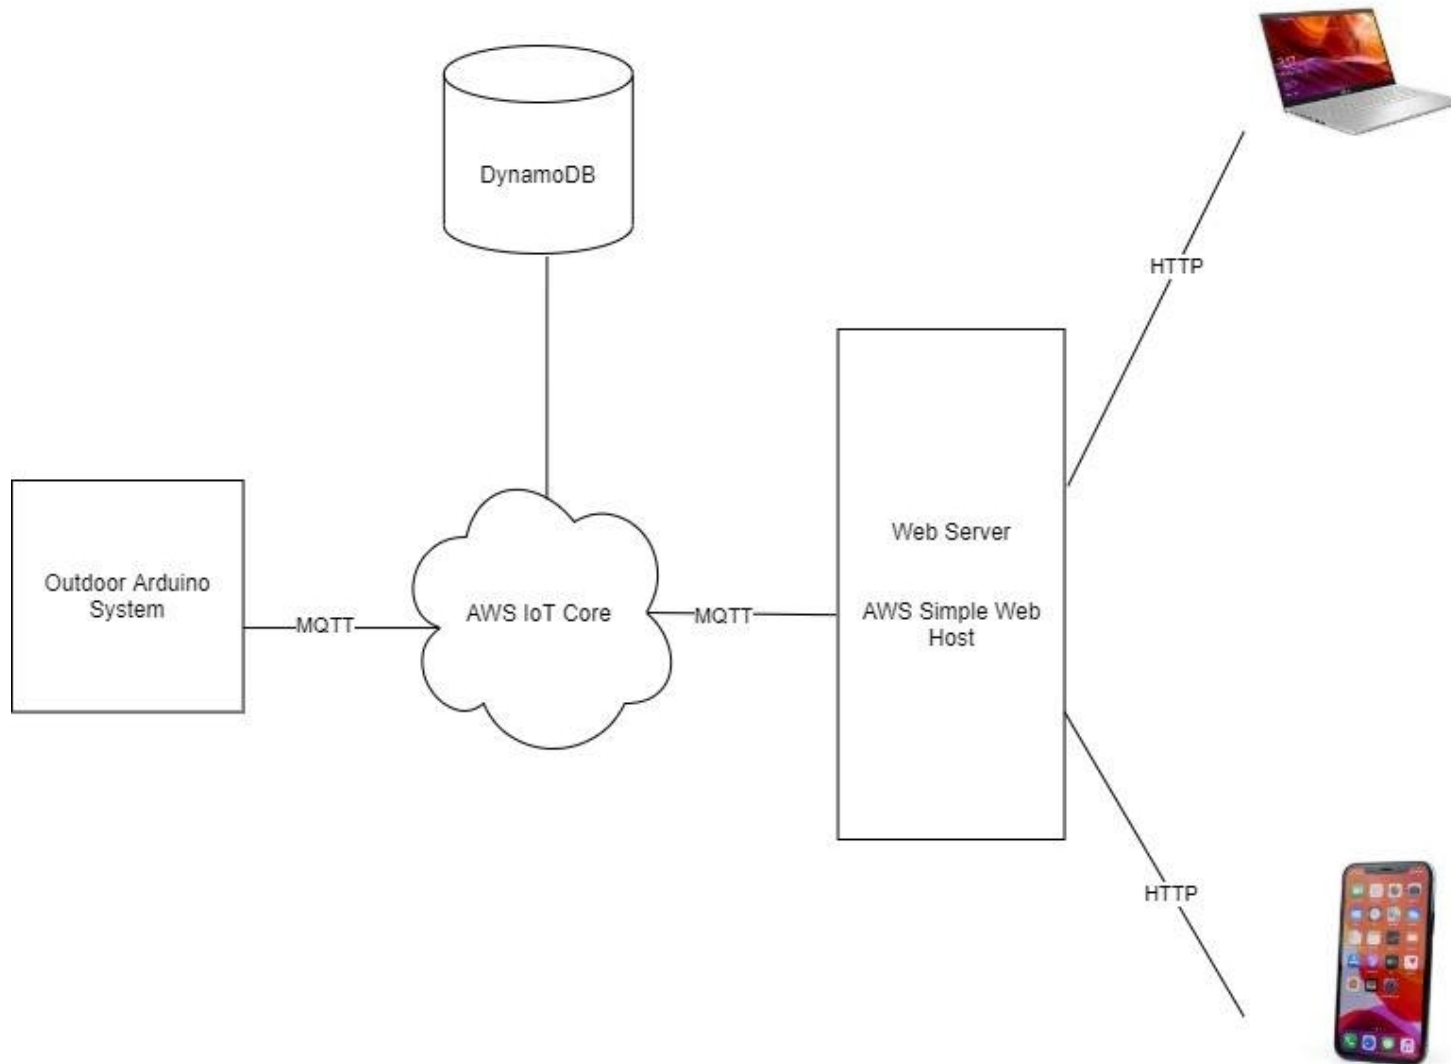 DynamoDB
HTTP
Web Server
Outdoor Arduino
System
MQTT
AWS IoT Core
MQTT
AWS Simple Web
Host
HTTP